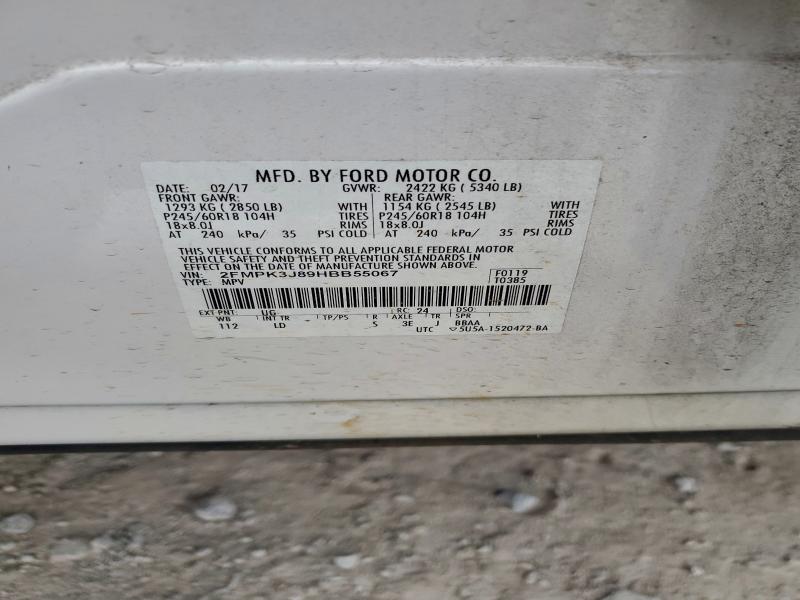 MFD. BY FORD MOTOR CO.
DATE: 02/17 GVWR: 2422 KG ( 5340 LB)
FRONT GAWR: REAR GAWR:
1293 KG ( 2850 LB) WITH 1154 KG ( 2545 LB) WITH
P245/60R18 104H TIRES P245/60R18 104H TIRES
18x8.0J RIMS 18x8.0J RIMS
AT 240 kPa/ 35 PSI COLD AT 240 kPa/ 35 PSI COLD
THIS VEHICLE CONFORMS TO ALL APPLICABLE FEDERAL MOTOR
VEHICLE SAFETY AND THEFT PREVENTION STANDARDS IN
EFFECT ON THE DATE OF MANUFACTURE SHOWN ABOVE.
VIN: 2FMPK3J89HBB55067 F0119
TYPE: MPV T0385
EXT PNT: UG RC: 24 DSO:
WB INT TR TP/PS R AXLE TR SPR
112 LD S 3E J BBAA
UTC 5U5A-1520472-BA